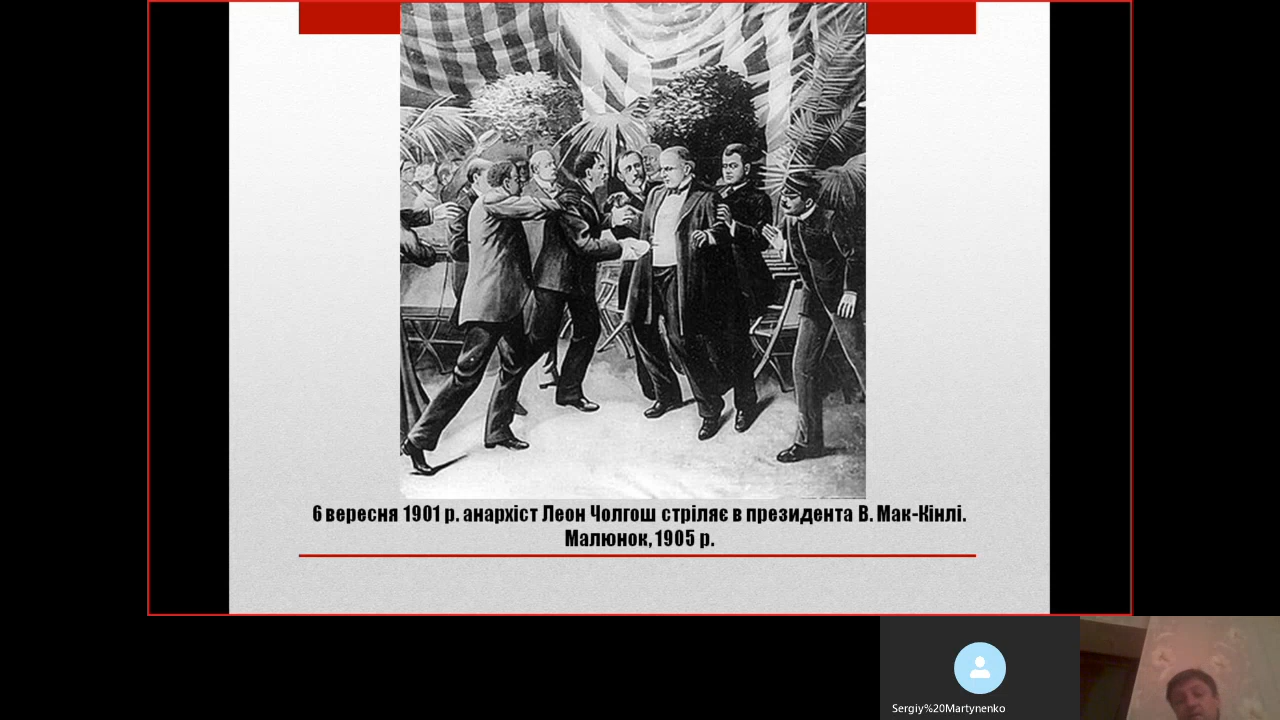 6 вересня 1901 р. анархіст Леон Чолгош стріляє в президента В. Мак-Кінлі.
Малюнок, 1905 р.
Sergiy%20Martynenko